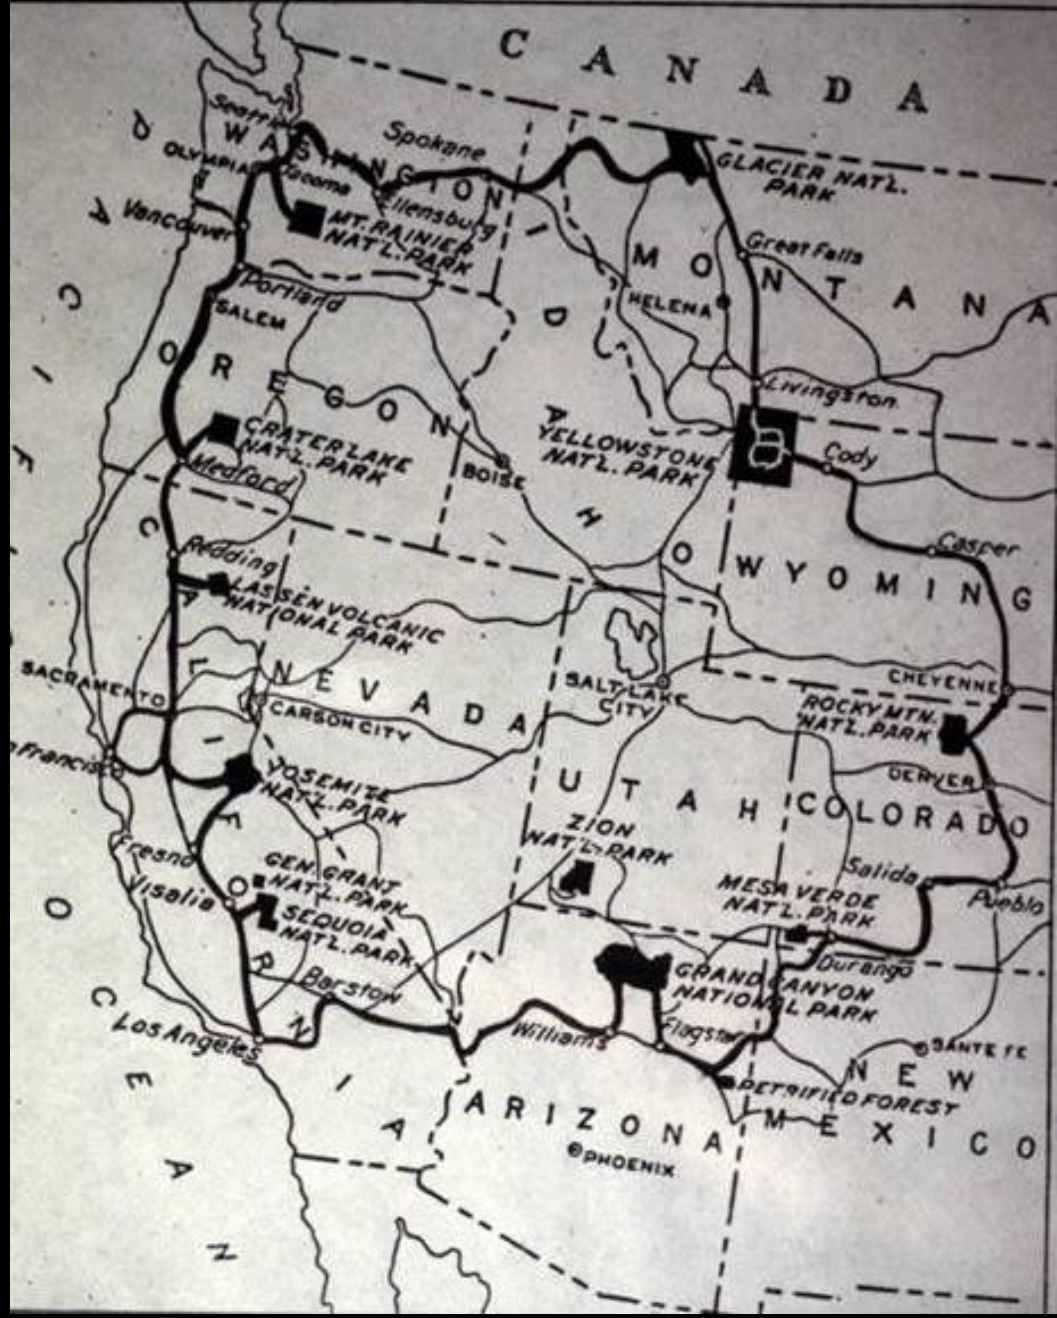 CANADA
Seattle
WASHINGTON
Spokane
OLYMPIA
Tacoma
Ellensburg
GLACIER NAT'L.
PARK
Vancouver
MT. RAINIER
NAT'L. PARK
Great Falls
MONTANA
HELENA
Portland
SALEM
IDAHO
OREGON
Livingston
CRATER LAKE
NAT'L. PARK
YELLOWSTONE
NAT'L. PARK
Cody
Medford
BOISE
Casper
WYOMING
Redding
LASSEN VOLCANIC
NATIONAL PARK
NEVADA
SACRAMENTO
CARSON CITY
SALT LAKE
CITY
CHEYENNE
ROCKY MTN.
NAT'L. PARK
n Francisco
YOSEMITE
NAT'L. PARK
UTAH
DENVER
COLORADO
ZION
NAT'L. PARK
Fresno
GEN. GRANT
NAT'L. PARK
Salida
MESA VERDE
NAT'L. PARK
Pueblo
Visalia
SEQUOIA
NAT'L. PARK
Durango
Barstow
GRAND CANYON
NATIONAL PARK
Williams
Flagstaff
Los Angeles
SANTE FE
PETRIFIED FOREST
NEW
MEXICO
ARIZONA
PHOENIX
CALIFORNIA
PACIFIC
OCEAN